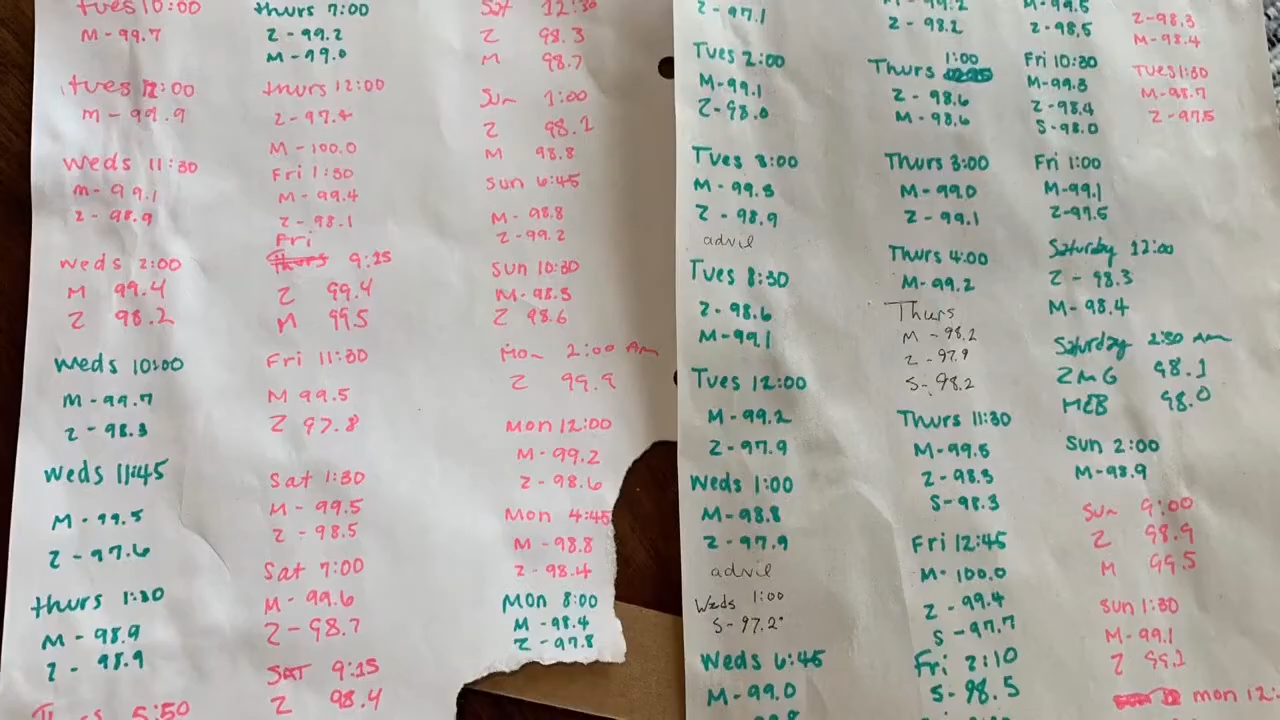 tues 10:00
M-99.7
tues 12:00
M-99.9
Weds 11:30
M-99.1
Z-98.9
Weds 2:00
M 99.4
Z 98.2
Weds 10:00
M-99.7
Z-98.3
Weds 11:45
M-99.5
Z-97.6
thurs 1:30
M-98.9
Z-98.9
5:50
thurs 7:00
Z-99.2
M-99.0
thurs 12:00
Z-97.4
M-100.0
Fri 1:30
M-99.4
Z-98.1
Fri
thurs 9:25
Z 99.4
M 99.5
Fri 11:30
M 99.5
Z 97.8
Sat 1:30
M-99.5
Z-98.5
Sat 7:00
M-99.6
Z-98.7
SAT 9:15
Z 98.4
Sat 12:30
Z 98.3
M 98.7
Sun 1:00
Z 98.2
M 98.8
Sun 6:45
M-98.8
Z-99.2
Sun 10:30
M-98.5
Z 98.6
Mon 2:00 AM
Z 99.9
Mon 12:00
M-99.2
Z-98.6
Mon 4:45
M-98.8
Z-98.4
Mon 8:00
M-98.4
Z-97.8
Z-97.1
Tues 2:00
M-99.1
Z-98.0
Tues 8:00
M-99.5
Z-98.9
advil
Tues 8:30
Z-98.6
M-99.1
Tues 12:00
M-99.2
Z-97.9
Weds 1:00
M-98.8
Z-97.9
advil
Weds 1:00
S-97.2°
Weds 6:45
M-99.0
M-99.2
Z-98.2
1:00
Thurs
Z-98.6
M-98.6
Thurs 3:00
M-99.0
Z-99.1
Thurs 4:00
M-99.2
Thurs
M-98.2
Z-97.9
S-98.2
Thurs 11:30
M-99.5
Z-98.3
S-98.3
Fri 12:45
M-100.0
Z-99.4
S-97.7
Fri 2:10
S-98.5
M-99.5
Z-98.5
Fri 10:30
M-99.3
Z-98.4
S-98.0
Fri 1:00
M-99.1
Z-97.5
Saturday 12:00
Z-98.3
M-98.4
Saturday 2:30 AM
ZMG 98.1
MEB 98.0
Sun 2:00
M-98.9
Sun 9:00
Z 98.9
M 99.5
Sun 1:30
M-99.1
Z 99.1
mon 12:
Z-98.3
M-98.4
Tues 1:30
M-98.7
Z-97.5